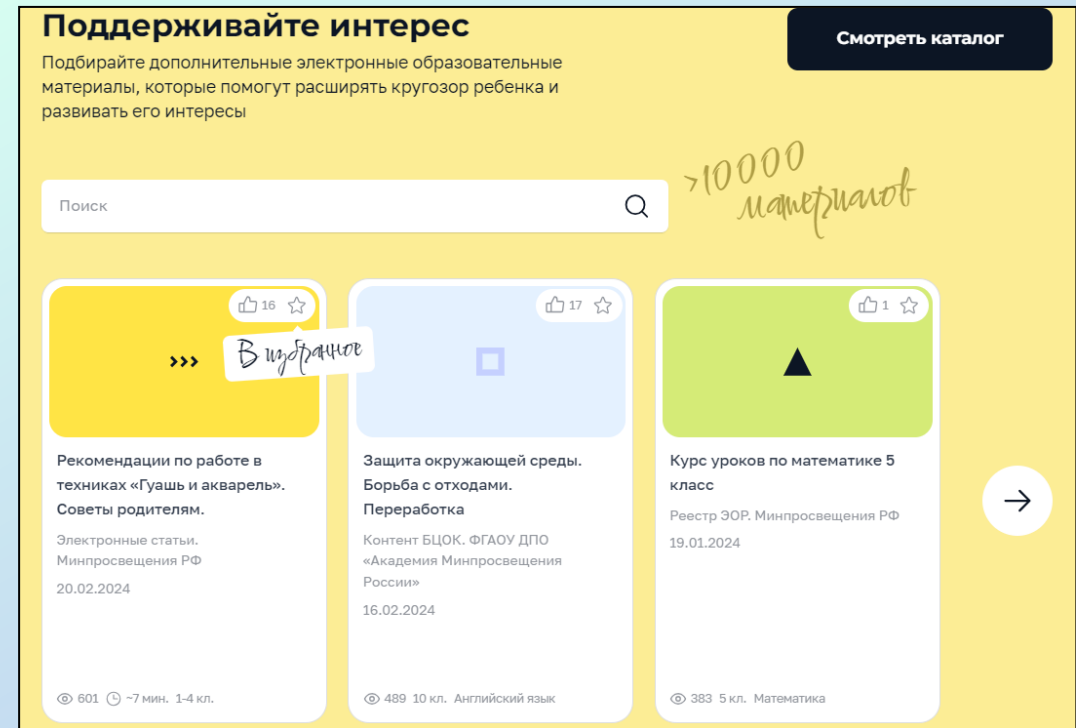 Поддерживайте интерес
Смотреть каталог
Подбирайте дополнительные электронные образовательные
материалы, которые помогут расширять кругозор ребенка и
развивать его интересы
>10000
материалов
Поиск
16
В избранное
17
1
Рекомендации по работе в
техниках «Гуашь и акварель».
Советы родителям.
Электронные статьи.
Минпросвещения РФ
20.02.2024
601 ~7 мин. 1-4 кл.
Защита окружающей среды.
Борьба с отходами.
Переработка
Контент БЦОК. ФГАОУ ДПО
«Академия Минпросвещения
России»
16.02.2024
489 10 кл. Английский язык
Курс уроков по математике 5
класс
Реестр ЭОР. Минпросвещения РФ
19.01.2024
383 5 кл. Математика